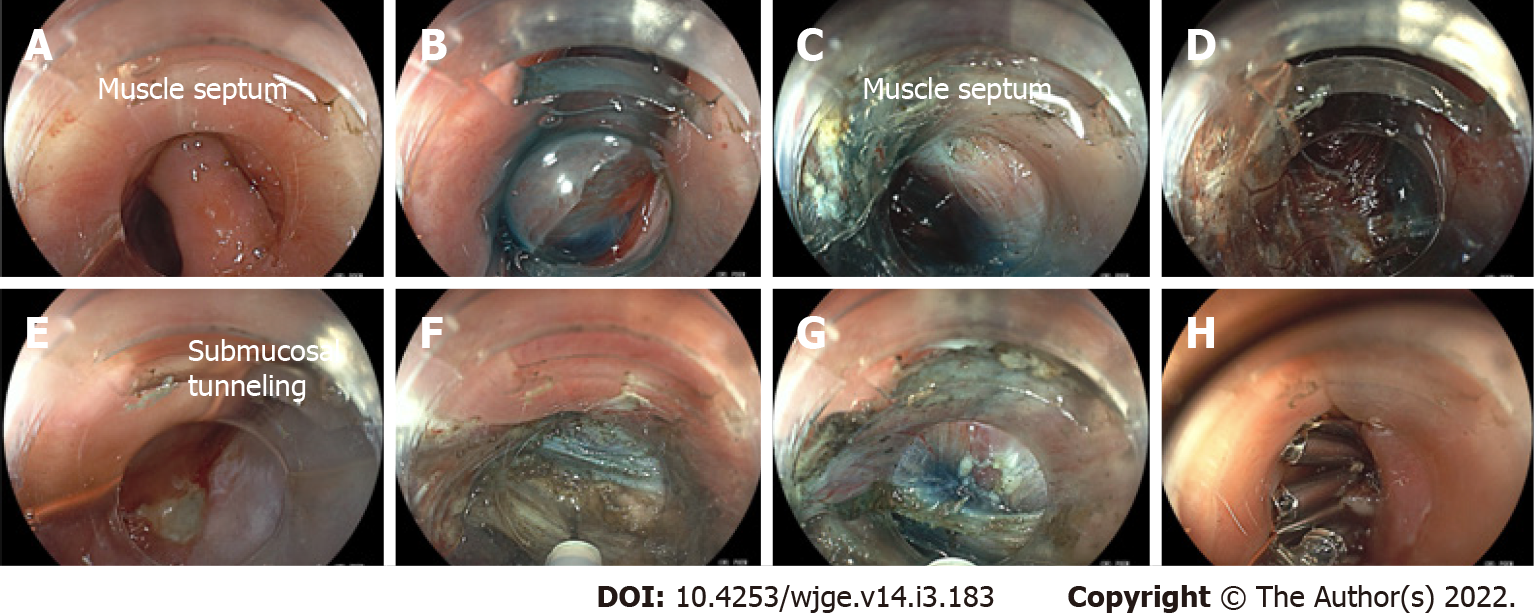 A
Muscle septum
B
C
Muscle septum
D
E
Submucosal
tunneling
F
G
H
DOI: 10.4253/wjge.v14.i3.183 Copyright © The Author(s) 2022.